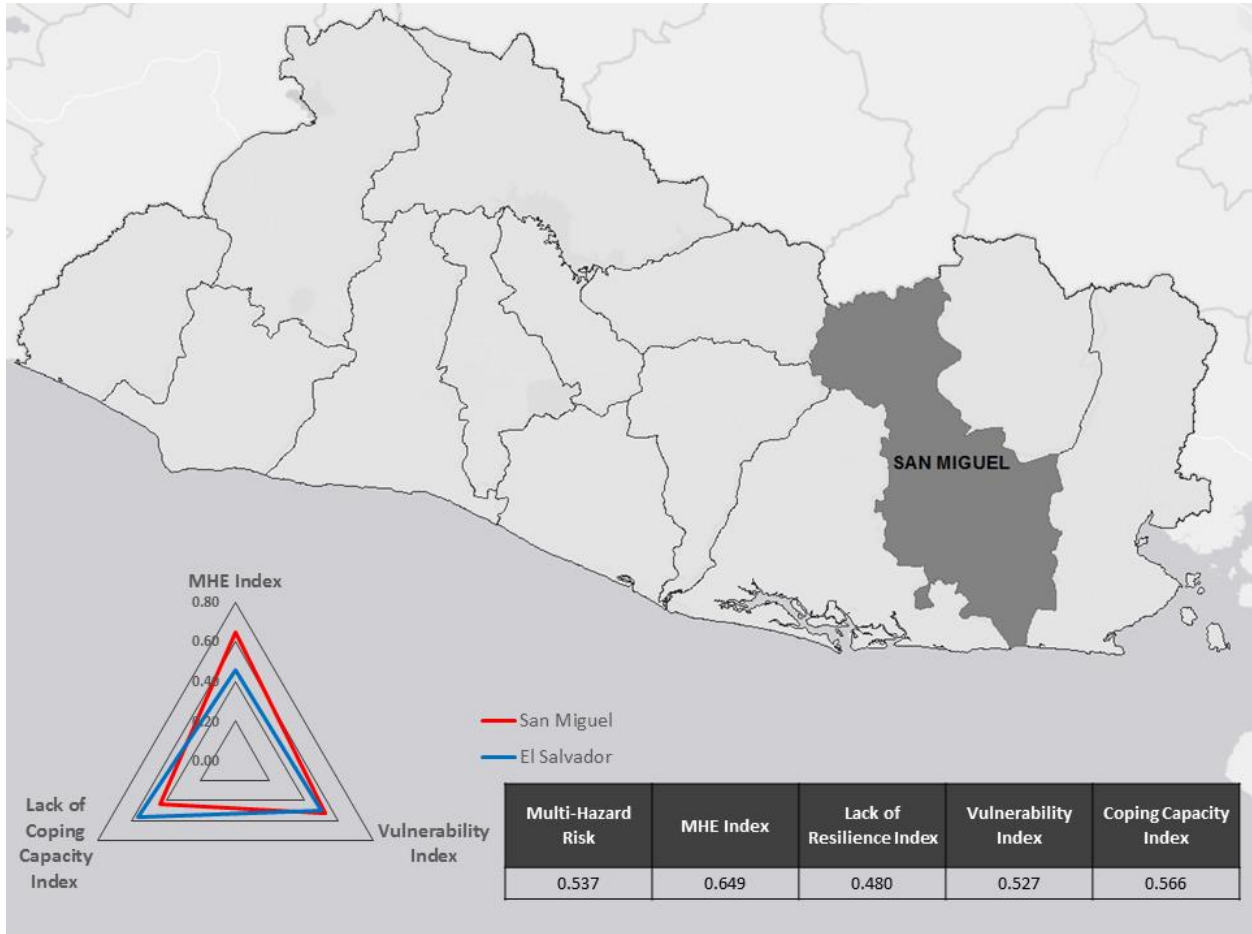 SAN MIGUEL
MHE Index
0.80
0.60
0.40
0.20
0.00
Lack of
Coping
Capacity
Index
Vulnerability
Index
San Miguel
El Salvador
Multi-Hazard
Risk
MHE Index
Lack of
Resilience Index
Vulnerability
Index
Coping Capacity
Index
0.537
0.649
0.480
0.527
0.566